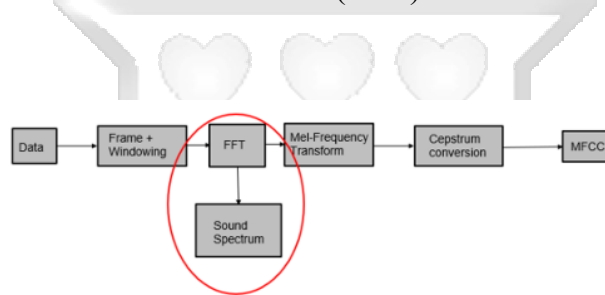 Data
Frame +
Windowing
FFT
Mel-Frequency
Transform
Cepstrum
conversion
MFCC
Sound
Spectrum